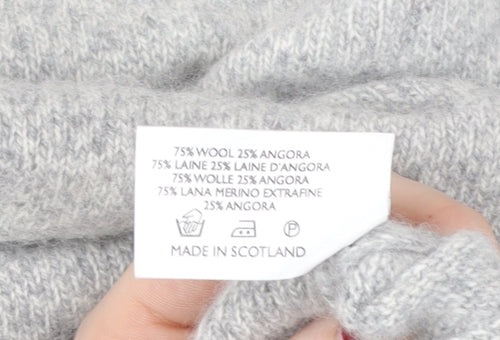 75% WOOL 25% ANGORA
75% LAINE 25% LAINE D'ANGORA
75% WOLLE 25% ANGORA
75% LANA MERINO EXTRAFINE
25% ANGORA
P
MADE IN SCOTLAND